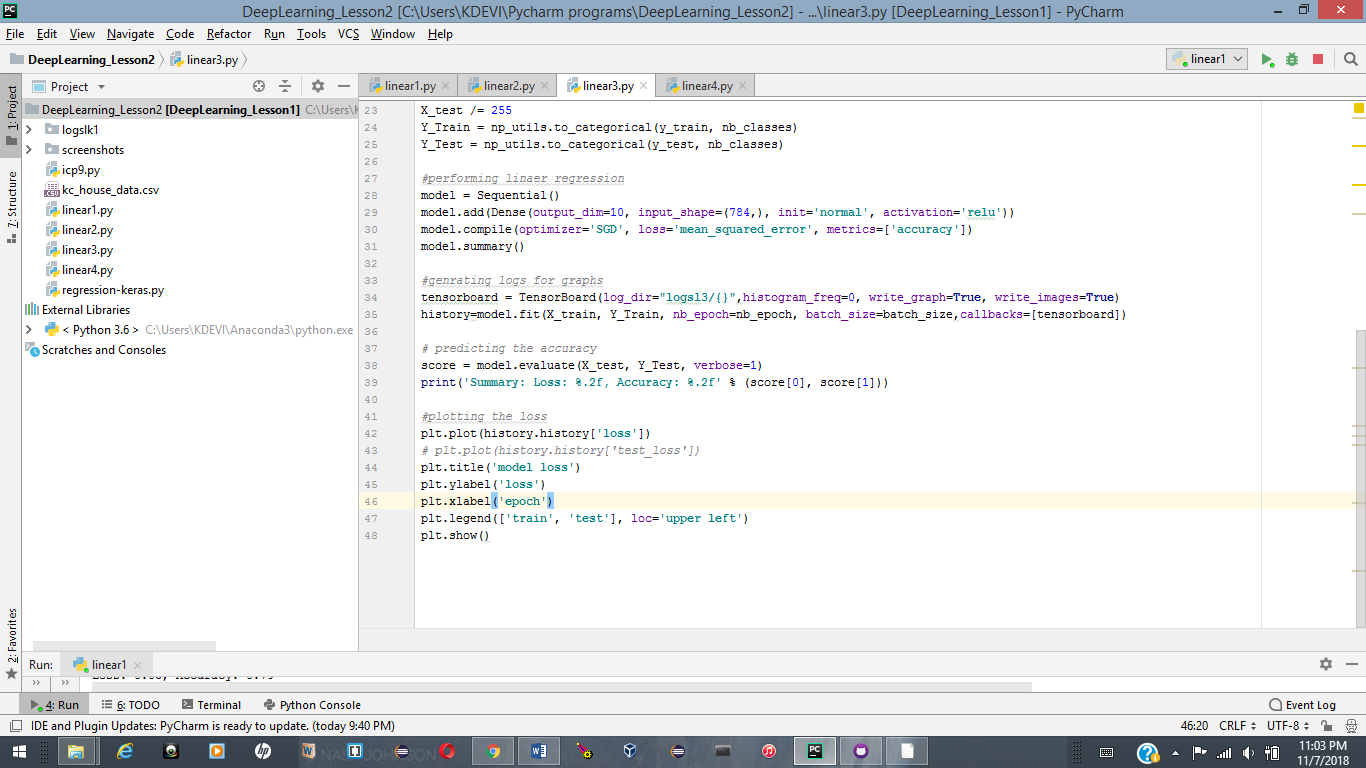 DeepLearning_Lesson2 [C:\Users\KDEVI\Pycharm programs\DeepLearning_Lesson2] - ...\linear3.py [DeepLearning_Lesson1] - PyCharm
File Edit View Navigate Code Refactor Run Tools VCS Window Help
DeepLearning_Lesson2 linear3.py linear1
Project linear1.py linear2.py linear3.py linear4.py
1: Project
7: Structure
2: Favorites
DeepLearning_Lesson2 [DeepLearning_Lesson1] C:\Users\K
logslk1
screenshots
icp9.py
kc_house_data.csv
linear1.py
linear2.py
linear3.py
linear4.py
regression-keras.py
External Libraries
< Python 3.6 > C:\Users\KDEVI\Anaconda3\python.exe
Scratches and Consoles
23 X_test /= 255
24 Y_Train = np_utils.to_categorical(y_train, nb_classes)
25 Y_Test = np_utils.to_categorical(y_test, nb_classes)
26
27 #performing linaer regression
28 model = Sequential()
29 model.add(Dense(output_dim=10, input_shape=(784,), init='normal', activation='relu'))
30 model.compile(optimizer='SGD', loss='mean_squared_error', metrics=['accuracy'])
31 model.summary()
32
33 #genrating logs for graphs
34 tensorboard = TensorBoard(log_dir="logsl3/{}",histogram_freq=0, write_graph=True, write_images=True)
35 history=model.fit(X_train, Y_Train, nb_epoch=nb_epoch, batch_size=batch_size,callbacks=[tensorboard])
36
37 # predicting the accuracy
38 score = model.evaluate(X_test, Y_Test, verbose=1)
39 print('Summary: Loss: %.2f, Accuracy: %.2f' % (score[0], score[1]))
40
41 #plotting the loss
42 plt.plot(history.history['loss'])
43 # plt.plot(history.history['test_loss'])
44 plt.title('model loss')
45 plt.ylabel('loss')
46 plt.xlabel('epoch')
47 plt.legend(['train', 'test'], loc='upper left')
48 plt.show()
Run: linear1
4: Run 6: TODO Terminal Python Console Event Log
IDE and Plugin Updates: PyCharm is ready to update. (today 9:40 PM) 46:20 CRLF UTF-8
11:03 PM
11/7/2018